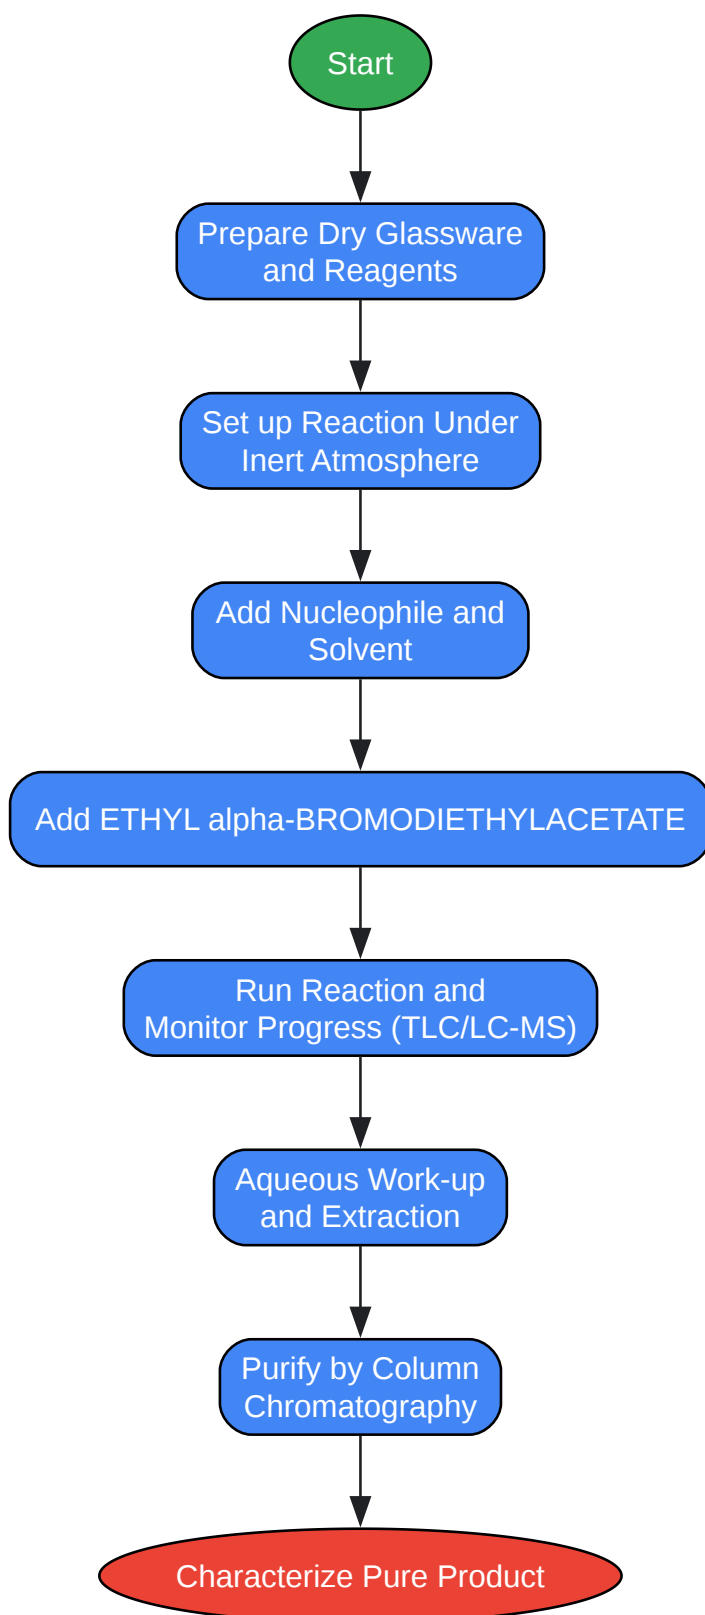 Start
Prepare Dry Glassware
and Reagents
Set up Reaction Under
Inert Atmosphere
Add Nucleophile and
Solvent
Add ETHYL alpha-BROMODIETHYLACETATE
Run Reaction and
Monitor Progress (TLC/LC-MS)
Aqueous Work-up
and Extraction
Purify by Column
Chromatography
Characterize Pure Product